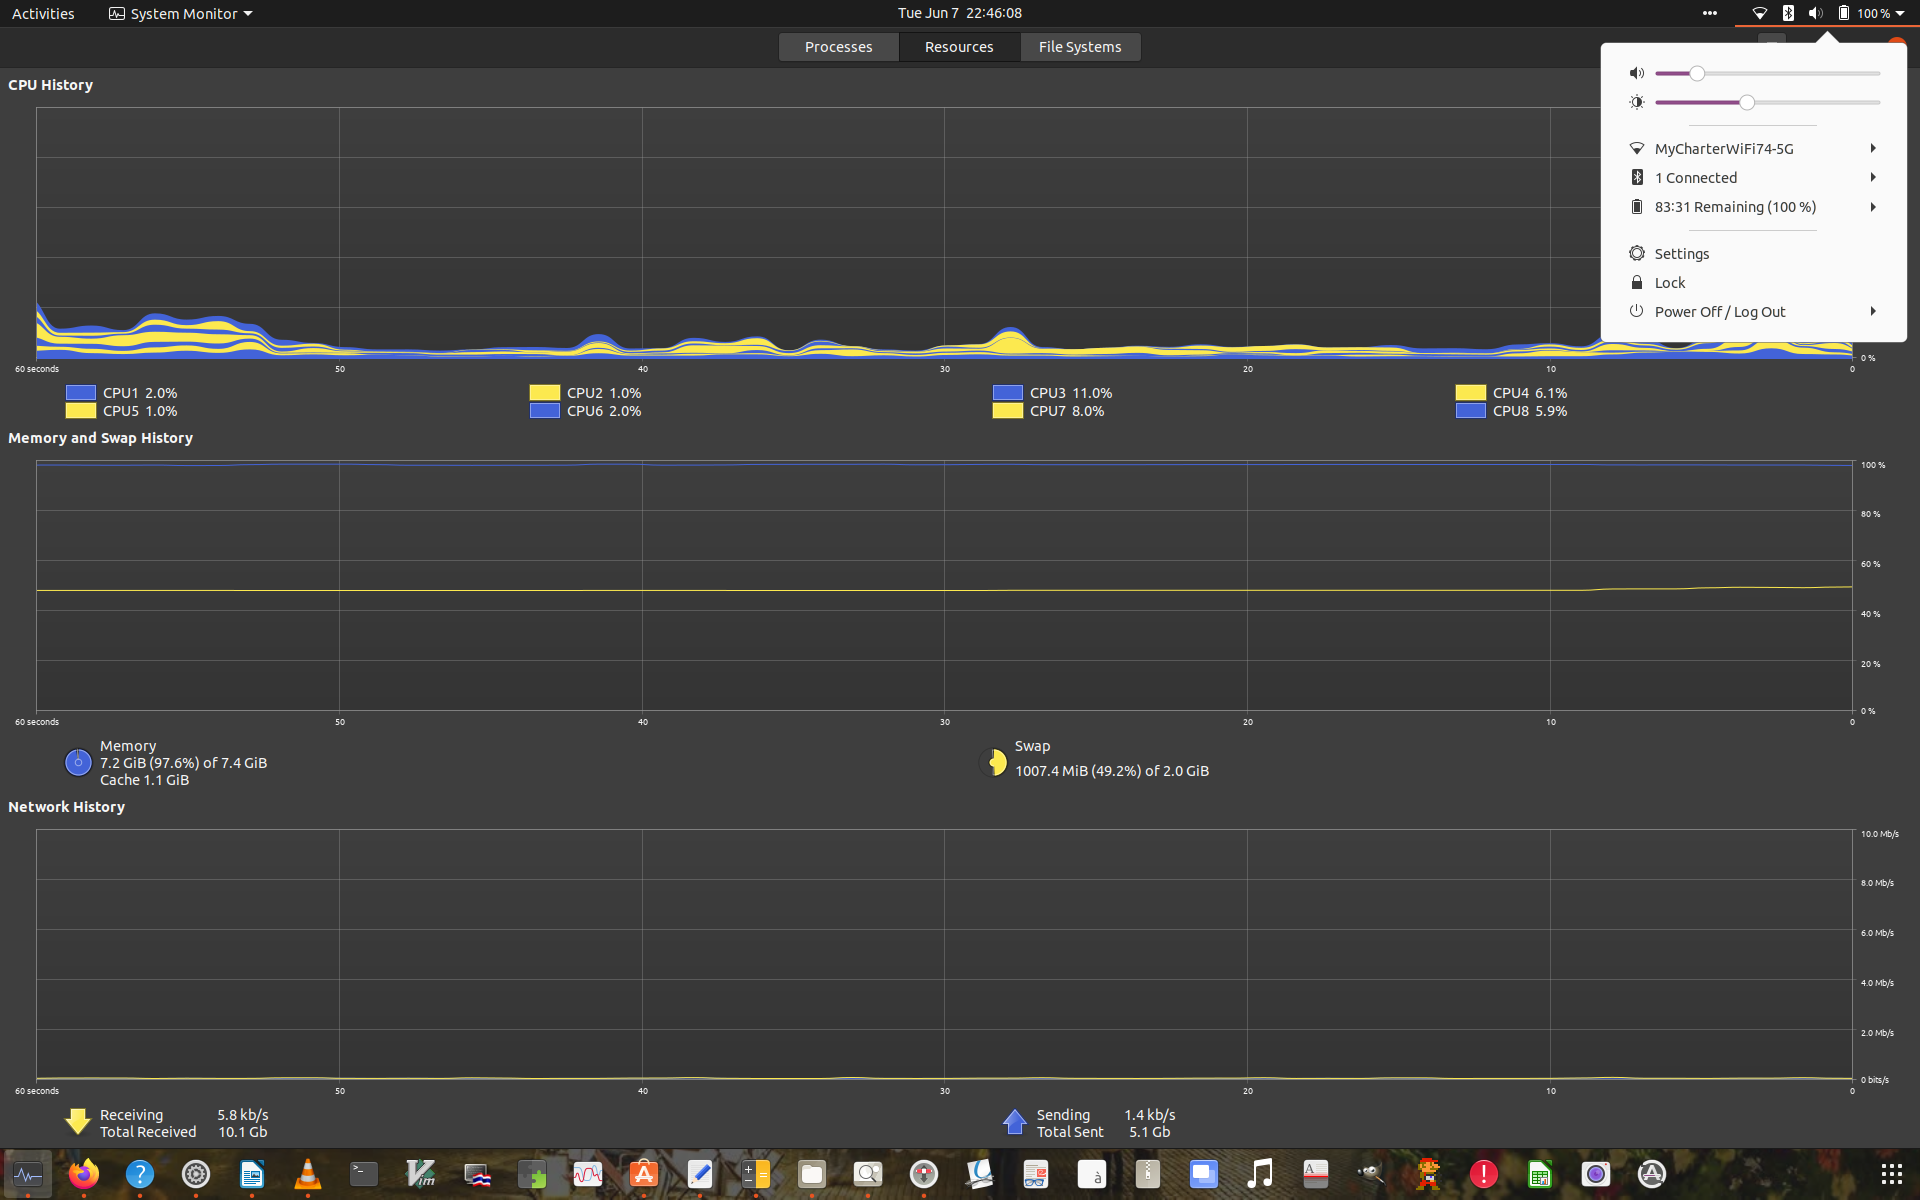 Activities
System Monitor
Tue Jun 7 22:46:08
100 %
Processes
Resources
File Systems
MyCharterWiFi74-5G
1 Connected
83:31 Remaining (100 %)
Settings
Lock
Power Off / Log Out
CPU History
0 %
60 seconds 50 40 30 20 10 0
CPU1 2.0% CPU2 1.0% CPU3 11.0% CPU4 6.1%
CPU5 1.0% CPU6 2.0% CPU7 8.0% CPU8 5.9%
Memory and Swap History
100 %
80 %
60 %
40 %
20 %
0 %
60 seconds 50 40 30 20 10 0
Memory
7.2 GiB (97.6%) of 7.4 GiB
Cache 1.1 GiB
Swap
1007.4 MiB (49.2%) of 2.0 GiB
Network History
10.0 Mb/s
8.0 Mb/s
6.0 Mb/s
4.0 Mb/s
2.0 Mb/s
0 bits/s
60 seconds 50 40 30 20 10 0
Receiving 5.8 kb/s
Total Received 10.1 Gb
Sending 1.4 kb/s
Total Sent 5.1 Gb